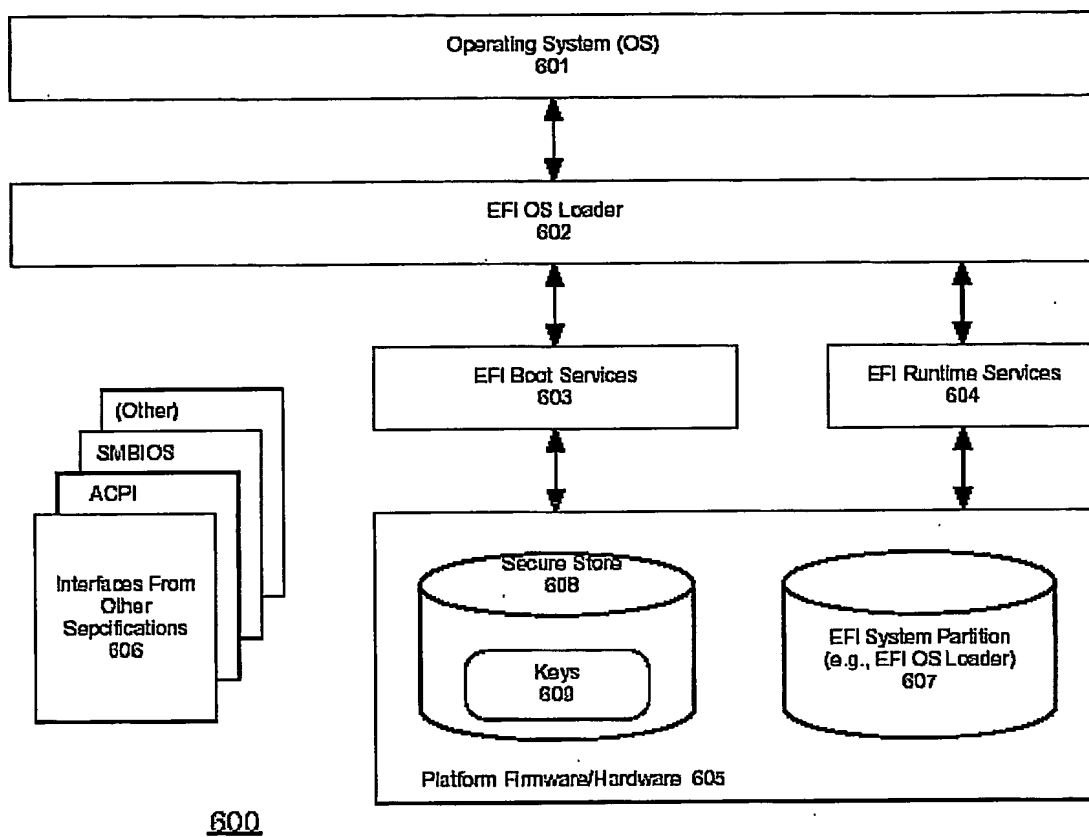 Operating System (OS)
601
EFI OS Loader
602
EFI Boot Services
603
EFI Runtime Services
604
(Other)
SMBIOS
ACPI
Interfaces From
Other
Sepcifications
606
Secure Store
608
Keys
609
EFI System Partition
(e.g., EFI OS Loader)
607
Platform Firmware/Hardware 605
600